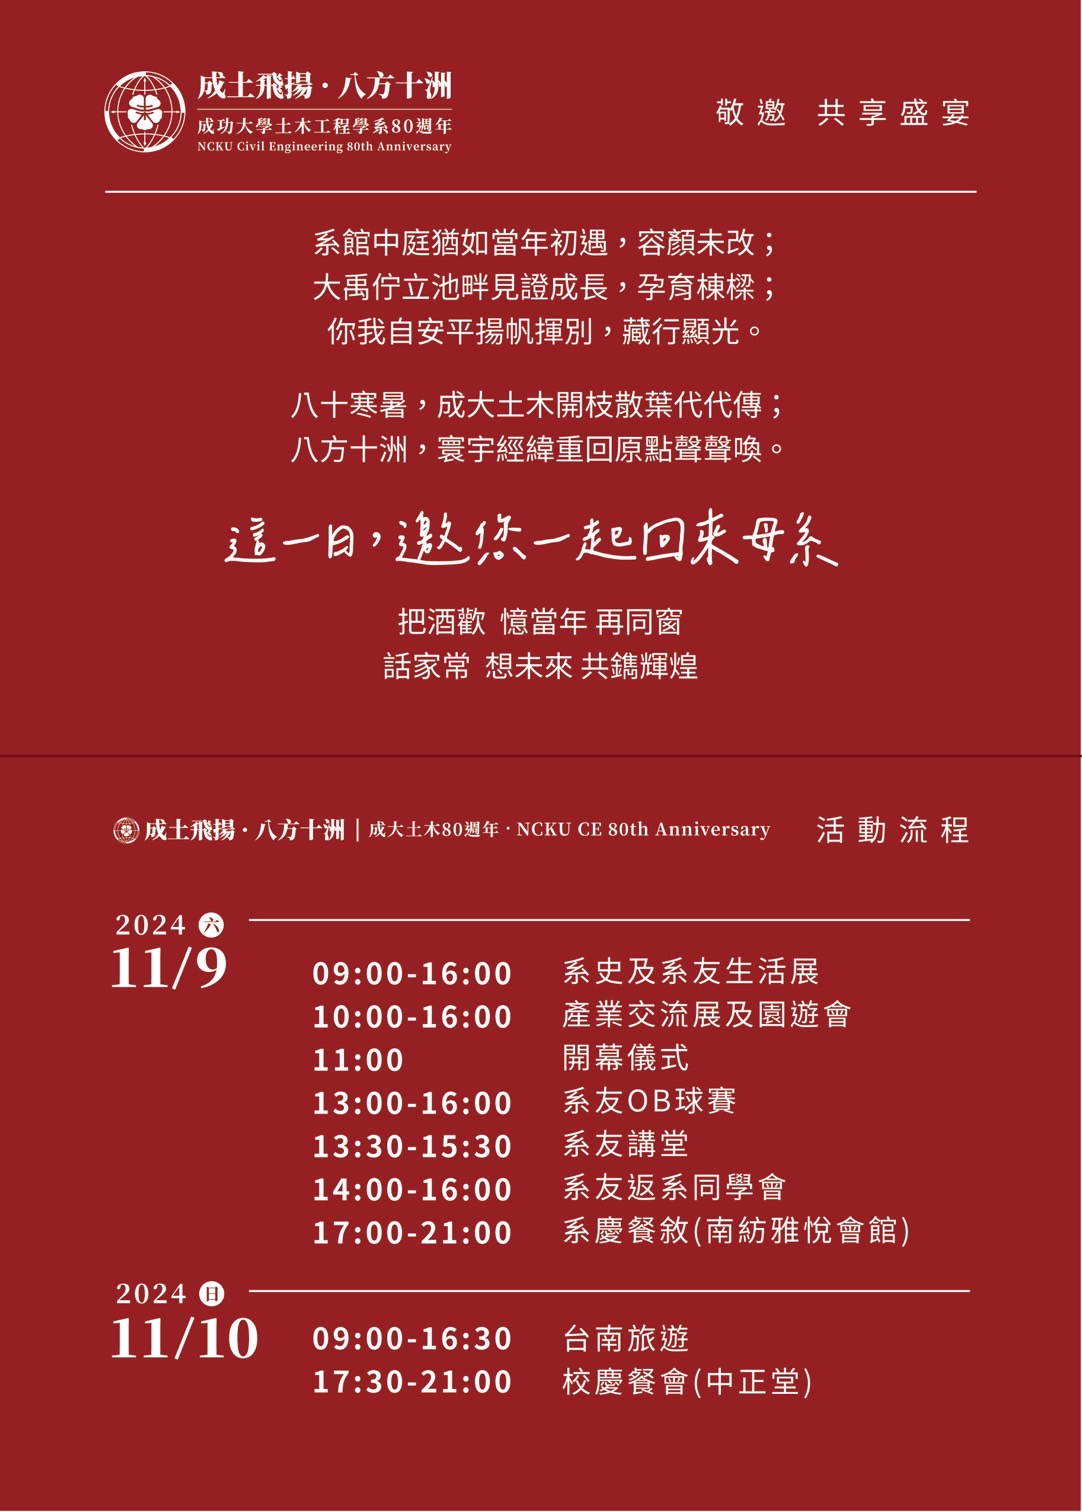 成土飛揚·八方十洲
成功大學土木工程學系80週年
NCKU Civil Engineering 80th Anniversary
敬邀 共享盛宴
系館中庭猶如當年初遇，容顏未改；
大禹佇立池畔見證成長，孕育棟樑；
你我自安平揚帆揮別，藏行顯光。
八十寒暑，成大土木開枝散葉代代傳；
八方十洲，寰宇經緯重回原點聲聲喚。
這一日，邀您一起回來母系
把酒歡 憶當年 再同窗
話家常 想未來 共鐫輝煌
成土飛揚·八方十洲｜成大土木80週年·NCKU CE 80th Anniversary
活動流程
2024 六
11/9
09:00-16:00 系史及系友生活展
10:00-16:00 產業交流展及園遊會
11:00 開幕儀式
13:00-16:00 系友OB球賽
13:30-15:30 系友講堂
14:00-16:00 系友返系同學會
17:00-21:00 系慶餐敘(南紡雅悅會館)
2024 日
11/10
09:00-16:30 台南旅遊
17:30-21:00 校慶餐會(中正堂)